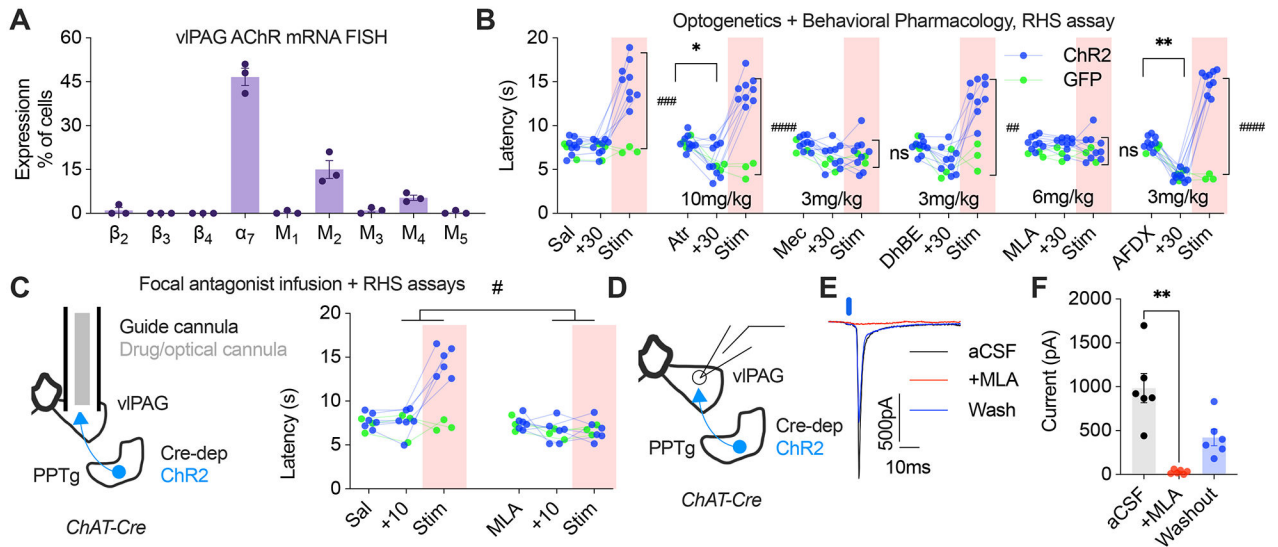 A
vlPAG AChR mRNA FISH
Expressionn
% of cells
60
45
30
15
0
β2
β3
β4
α7
M1
M2
M3
M4
M5
B
Optogenetics + Behavioral Pharmacology, RHS assay
Latency (s)
20
15
10
5
0
*
**
ChR2
GFP
###
####
ns
##
ns
####
10mg/kg
3mg/kg
3mg/kg
6mg/kg
3mg/kg
Sal
+30
Stim
Atr
+30
Stim
Mec
+30
Stim
DhBE
+30
Stim
MLA
+30
Stim
AFDX
+30
Stim
C
Focal antagonist infusion + RHS assays
Guide cannula
Drug/optical cannula
vlPAG
Cre-dep
ChR2
PPTg
ChAT-Cre
Latency (s)
20
15
10
5
0
#
Sal
+10
Stim
MLA
+10
Stim
D
vlPAG
Cre-dep
ChR2
PPTg
ChAT-Cre
E
aCSF
+MLA
Wash
500pA
10ms
F
Current (pA)
2000
1500
1000
500
0
**
aCSF
+MLA
Washout